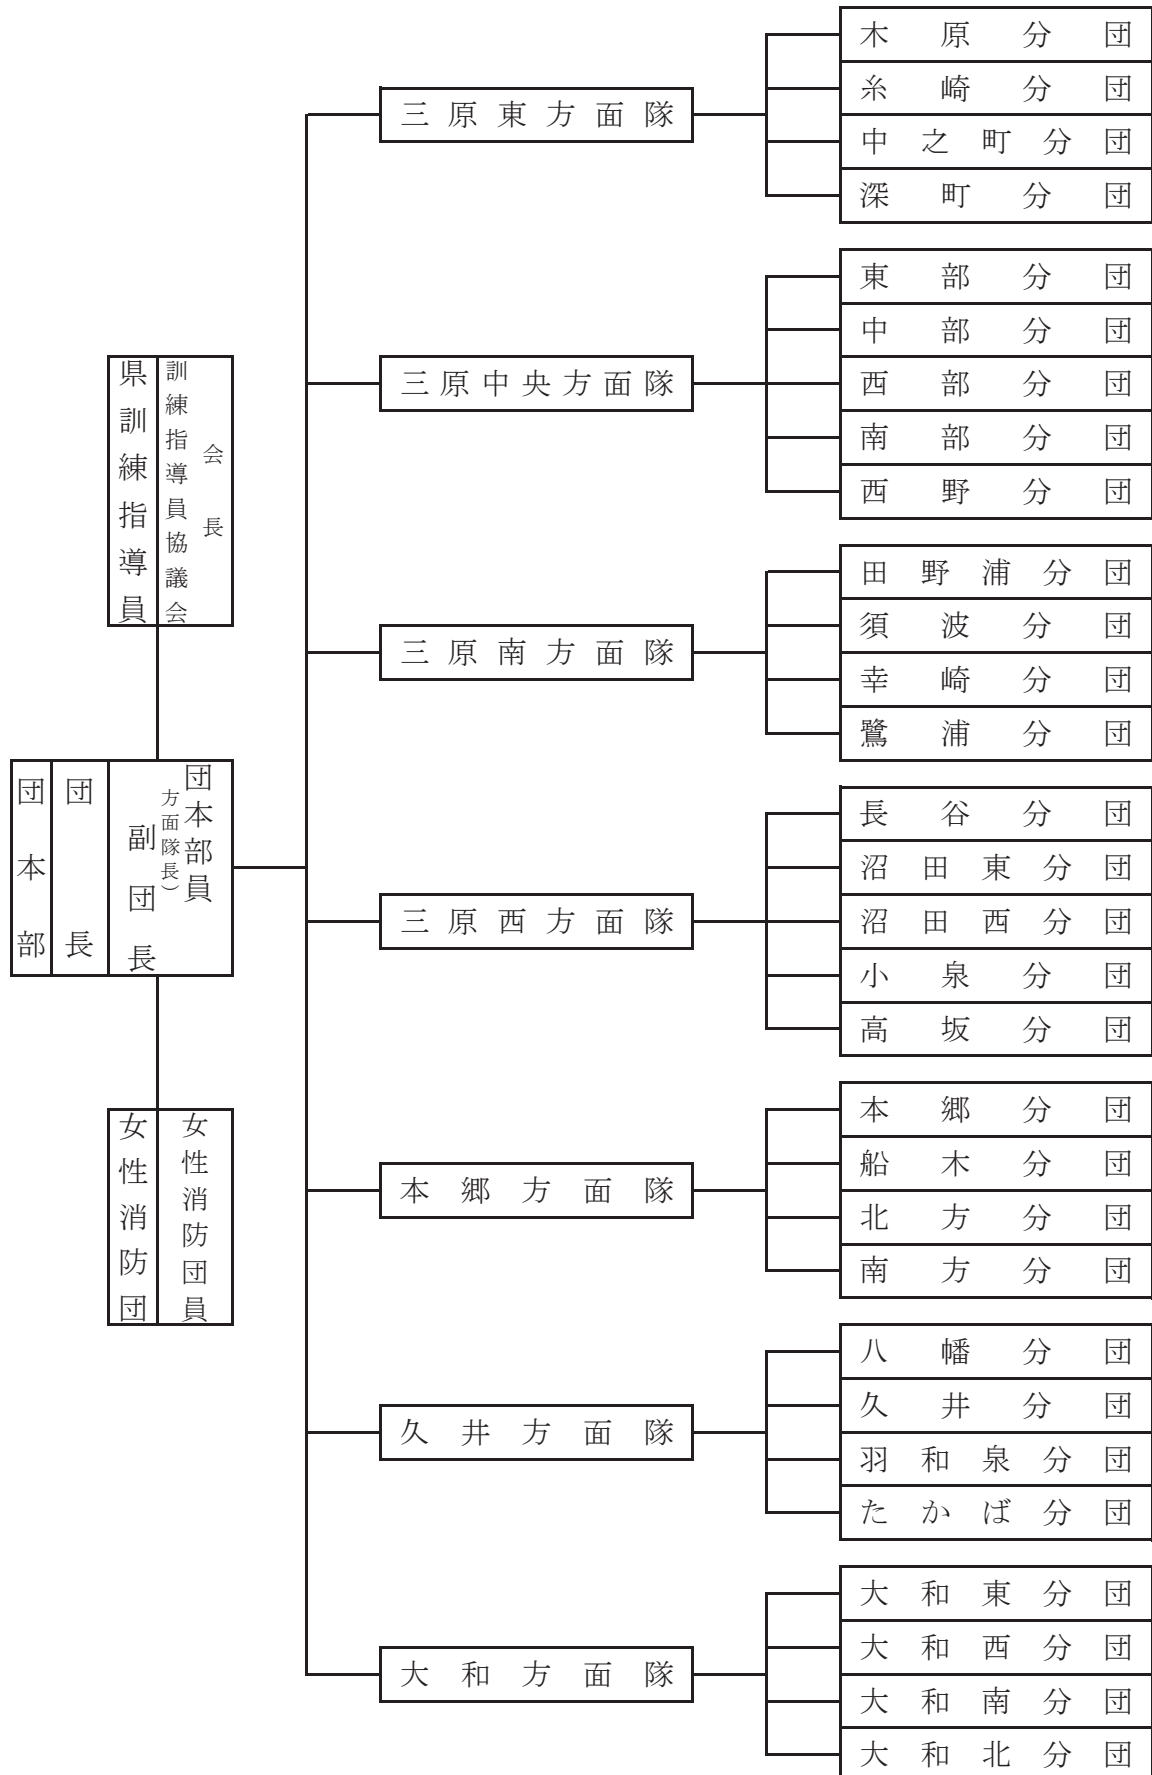 県訓練指導員
訓練指導員協議会
会長
団本部
団長
副団長
方面隊長）
団本部員
女性消防団
女性消防団員
三原東方面隊
木原分団
糸崎分団
中之町分団
深町分団
三原中央方面隊
東部分団
中部分団
西部分団
南部分団
西野分団
三原南方面隊
田野浦分団
須波分団
幸崎分団
鷺浦分団
三原西方面隊
長谷分団
沼田東分団
沼田西分団
小泉分団
高坂分団
本郷方面隊
本郷分団
船木分団
北方分団
南方分団
久井方面隊
八幡分団
久井分団
羽和泉分団
たかば分団
大和方面隊
大和東分団
大和西分団
大和南分団
大和北分団